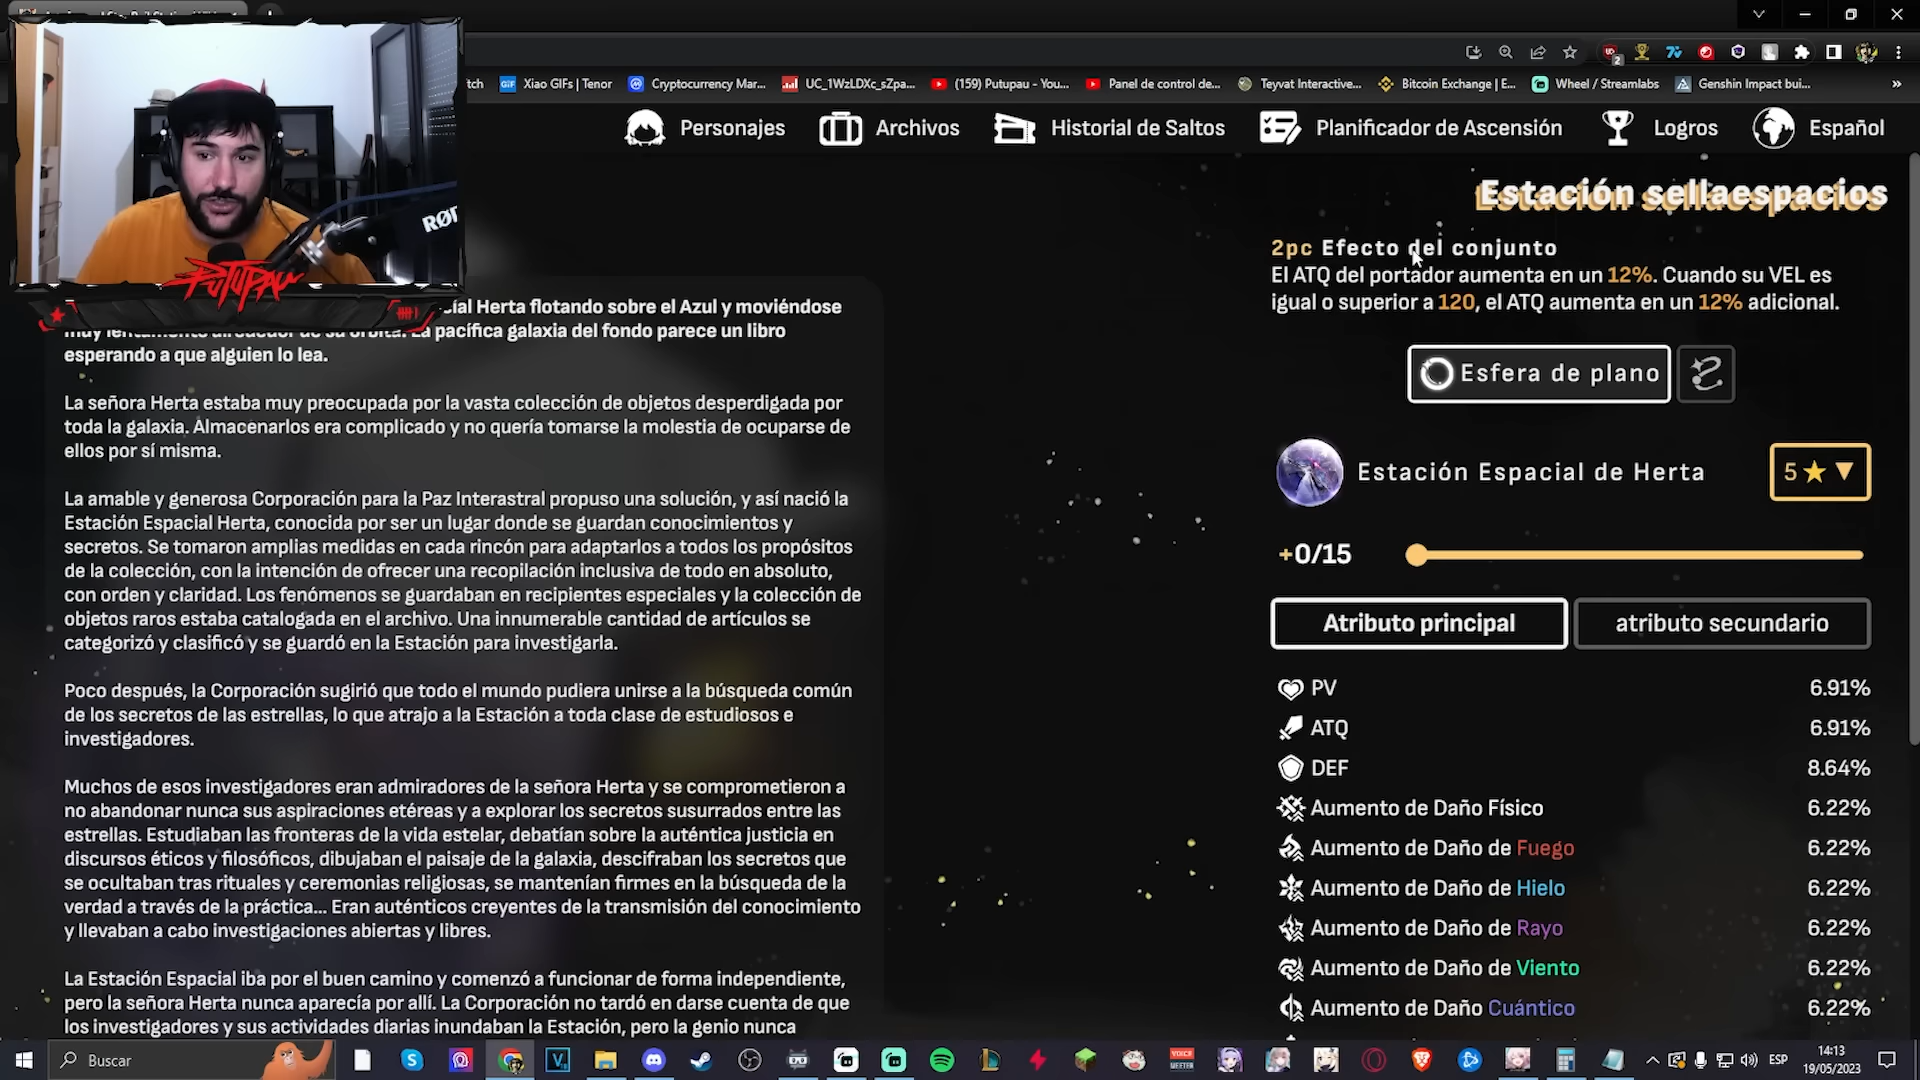 tch
Xiao GIFs | Tenor
Cryptocurrency Mar...
UC_1WzLDXc_sZpa...
(159) Putupau - You...
Panel de control de...
Teyvat Interactive...
Bitcoin Exchange | E...
Wheel / Streamlabs
Genshin Impact bui...
»
Personajes
Archivos
Historial de Saltos
Planificador de Ascensión
Logros
Español
RØD
PUTUPAU
Estación sellaespacios
2pc Efecto del conjunto
El ATQ del portador aumenta en un 12%. Cuando su VEL es
igual o superior a 120, el ATQ aumenta en un 12% adicional.
Esfera de plano
Estación Espacial de Herta
5
+0/15
Atributo principal
atributo secundario
PV 6.91%
ATQ 6.91%
DEF 8.64%
Aumento de Daño Físico 6.22%
Aumento de Daño de Fuego 6.22%
Aumento de Daño de Hielo 6.22%
Aumento de Daño de Rayo 6.22%
Aumento de Daño de Viento 6.22%
Aumento de Daño Cuántico 6.22%
cial Herta flotando sobre el Azul y moviéndose
muy lentamente alrededor de su órbita. La pacífica galaxia del fondo parece un libro
esperando a que alguien lo lea.
La señora Herta estaba muy preocupada por la vasta colección de objetos desperdigada por
toda la galaxia. Almacenarlos era complicado y no quería tomarse la molestia de ocuparse de
ellos por sí misma.
La amable y generosa Corporación para la Paz Interastral propuso una solución, y así nació la
Estación Espacial Herta, conocida por ser un lugar donde se guardan conocimientos y
secretos. Se tomaron amplias medidas en cada rincón para adaptarlos a todos los propósitos
de la colección, con la intención de ofrecer una recopilación inclusiva de todo en absoluto,
con orden y claridad. Los fenómenos se guardaban en recipientes especiales y la colección de
objetos raros estaba catalogada en el archivo. Una innumerable cantidad de artículos se
categorizó y clasificó y se guardó en la Estación para investigarla.
Poco después, la Corporación sugirió que todo el mundo pudiera unirse a la búsqueda común
de los secretos de las estrellas, lo que atrajo a la Estación a toda clase de estudiosos e
investigadores.
Muchos de esos investigadores eran admiradores de la señora Herta y se comprometieron a
no abandonar nunca sus aspiraciones etéreas y a explorar los secretos susurrados entre las
estrellas. Estudiaban las fronteras de la vida estelar, debatían sobre la auténtica justicia en
discursos éticos y filosóficos, dibujaban el paisaje de la galaxia, descifraban los secretos que
se ocultaban tras rituales y ceremonias religiosas, se mantenían firmes en la búsqueda de la
verdad a través de la práctica... Eran auténticos creyentes de la transmisión del conocimiento
y llevaban a cabo investigaciones abiertas y libres.
La Estación Espacial iba por el buen camino y comenzó a funcionar de forma independiente,
pero la señora Herta nunca aparecía por allí. La Corporación no tardó en darse cuenta de que
los investigadores y sus actividades diarias inundaban la Estación, pero la genio nunca
Buscar
ESP
14:13
19/05/2023